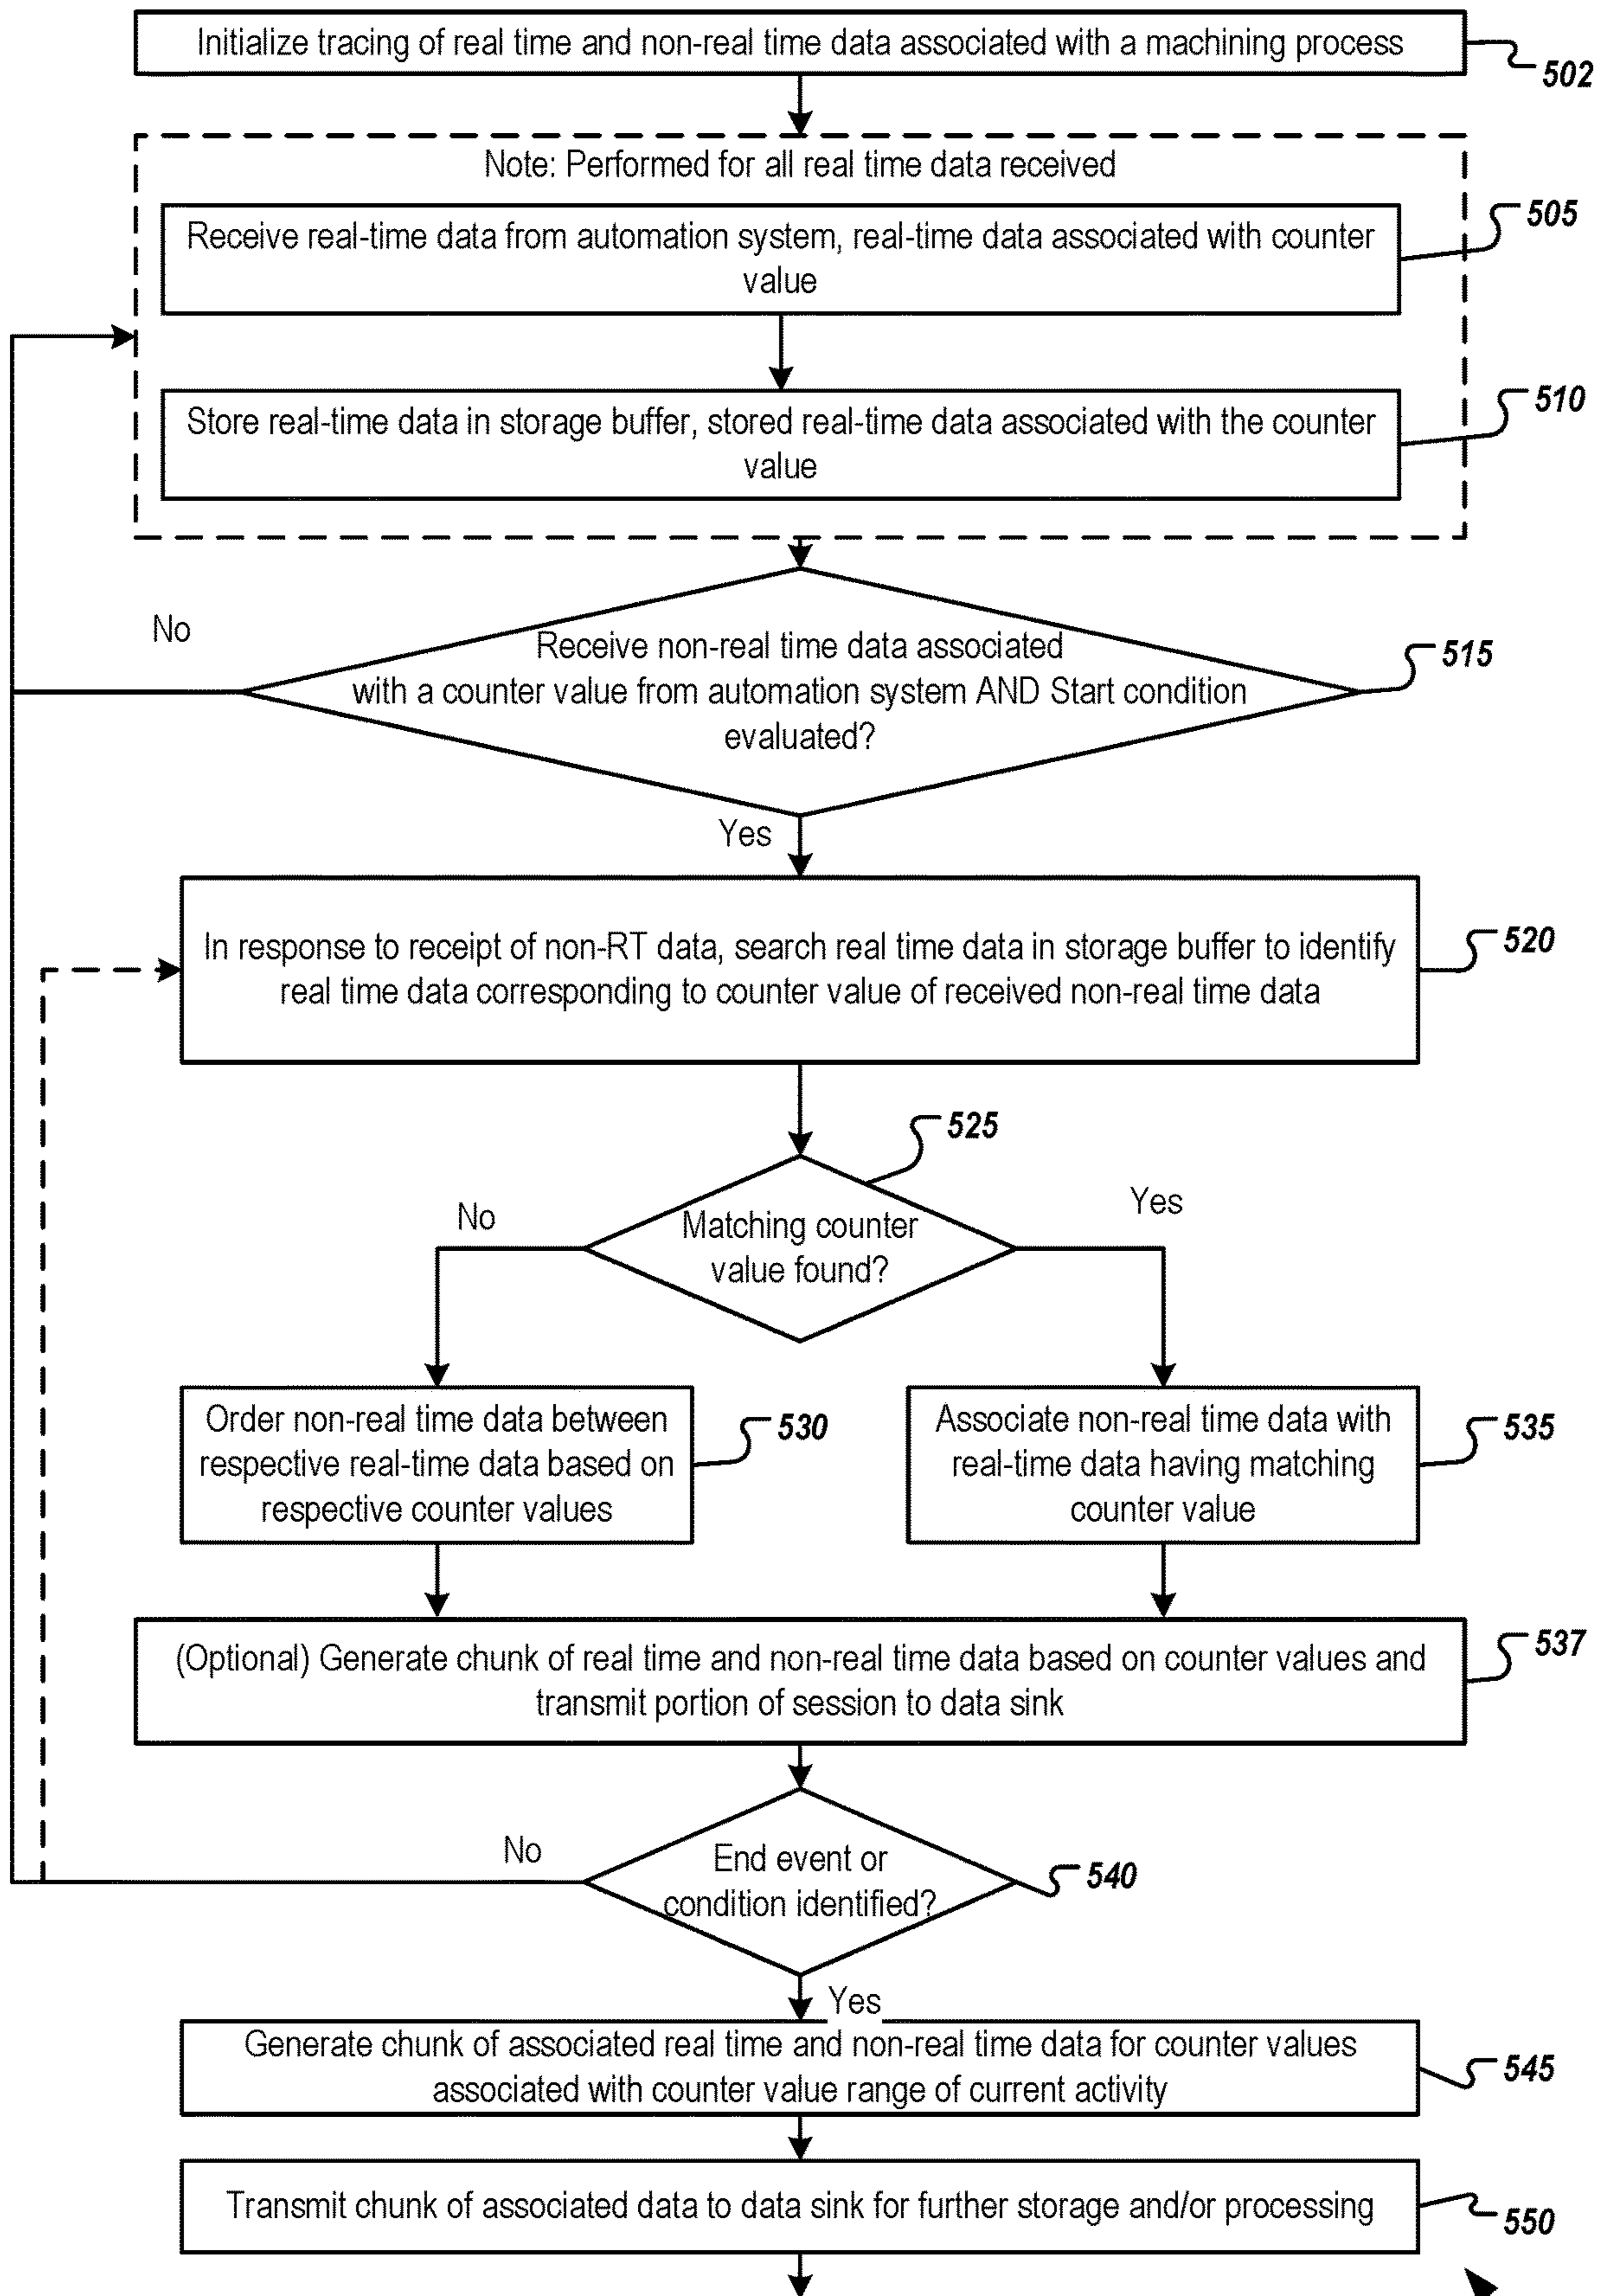 Initialize tracing of real time and non-real time data associated with a machining process
502
Note: Performed for all real time data received
505
Receive real-time data from automation system, real-time data associated with counter
value
510
Store real-time data in storage buffer, stored real-time data associated with the counter
value
No
Receive non-real time data associated
with a counter value from automation system AND Start condition
evaluated?
515
Yes
In response to receipt of non-RT data, search real time data in storage buffer to identify
real time data corresponding to counter value of received non-real time data
520
525
No
Matching counter
value found?
Yes
Order non-real time data between
respective real-time data based on
respective counter values
530
Associate non-real time data with
real-time data having matching
counter value
535
(Optional) Generate chunk of real time and non-real time data based on counter values and
transmit portion of session to data sink
537
No
End event or
condition identified?
540
Yes
Generate chunk of associated real time and non-real time data for counter values
associated with counter value range of current activity
545
Transmit chunk of associated data to data sink for further storage and/or processing
550